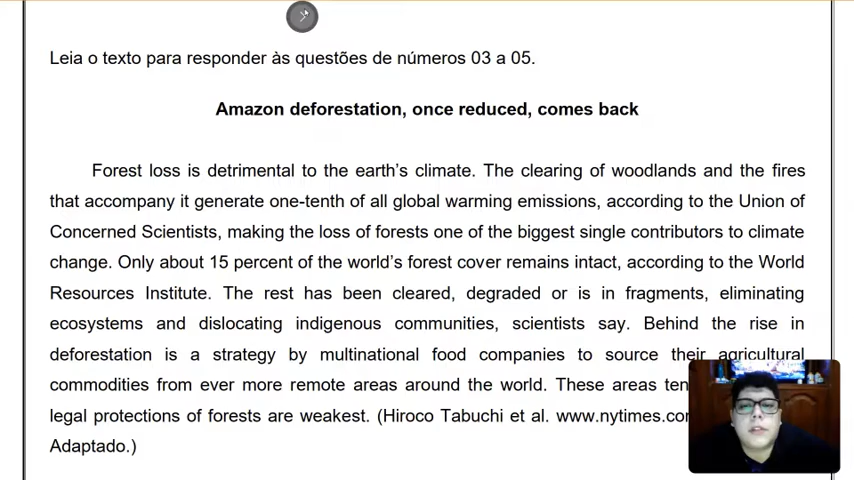 Leia o texto para responder às questões de números 03 a 05.
Amazon deforestation, once reduced, comes back
Forest loss is detrimental to the earth's climate. The clearing of woodlands and the fires
that accompany it generate one-tenth of all global warming emissions, according to the Union of
Concerned Scientists, making the loss of forests one of the biggest single contributors to climate
change. Only about 15 percent of the world's forest cover remains intact, according to the World
Resources Institute. The rest has been cleared, degraded or is in fragments, eliminating
ecosystems and dislocating indigenous communities, scientists say. Behind the rise in
deforestation is a strategy by multinational food companies to source their agricultural
commodities from ever more remote areas around the world. These areas
legal protections of forests are weakest. (Hiroco Tabuchi et al.
Adaptado.)